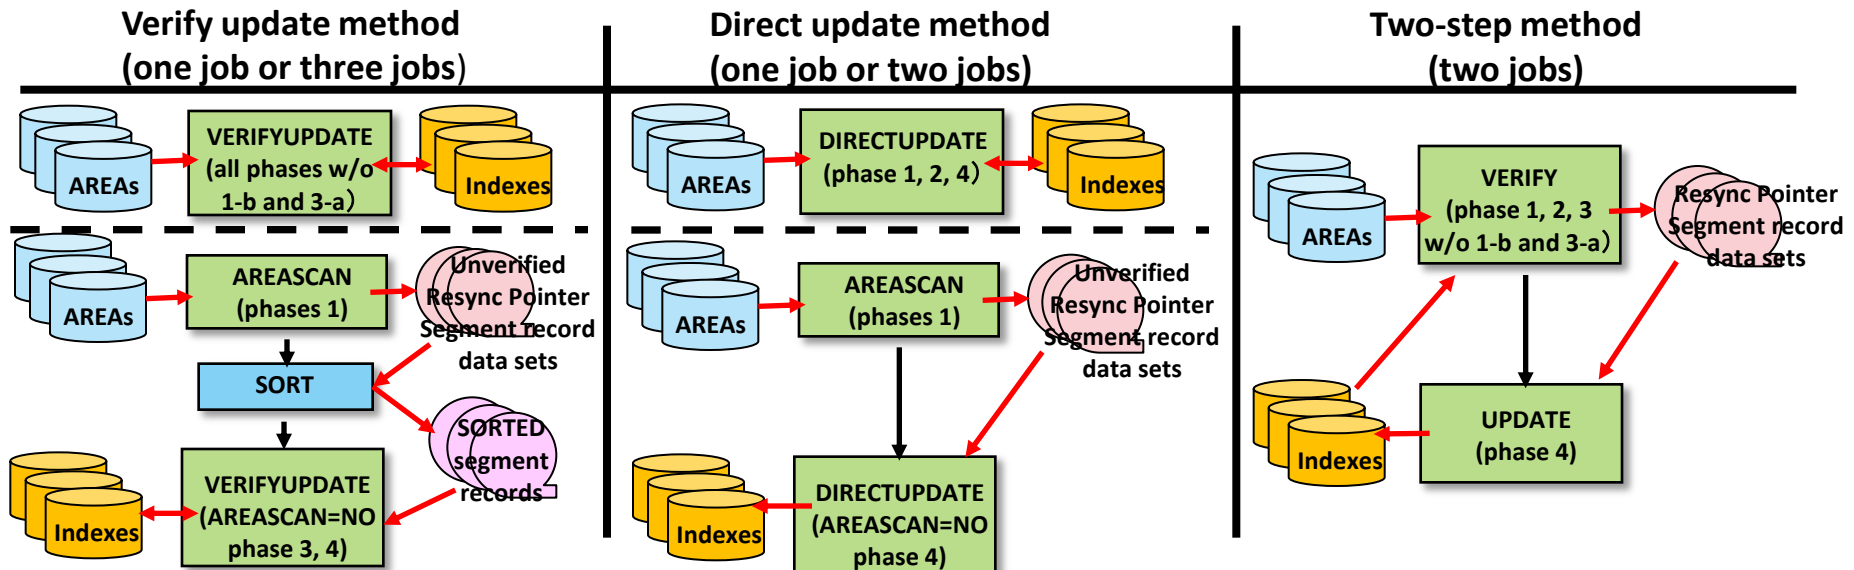 Verify update method
(one job or three jobs)
AREAs
VERIFYUPDATE
(all phases w/o
1-b and 3-a)
Indexes
AREAs
AREASCAN
(phases 1)
Unverified
Resync Pointer
Segment record
data sets
SORT
SORTED
segment
records
Indexes
VERIFYUPDATE
(AREASCAN=NO
phase 3, 4)
Direct update method
(one job or two jobs)
AREAs
DIRECTUPDATE
(phase 1, 2, 4)
Indexes
AREAs
AREASCAN
(phases 1)
Unverified
Resync Pointer
Segment record
data sets
Indexes
DIRECTUPDATE
(AREASCAN=NO
phase 4)
Two-step method
(two jobs)
AREAs
VERIFY
(phase 1, 2, 3
w/o 1-b and 3-a)
Resync Pointer
Segment record
data sets
Indexes
UPDATE
(phase 4)